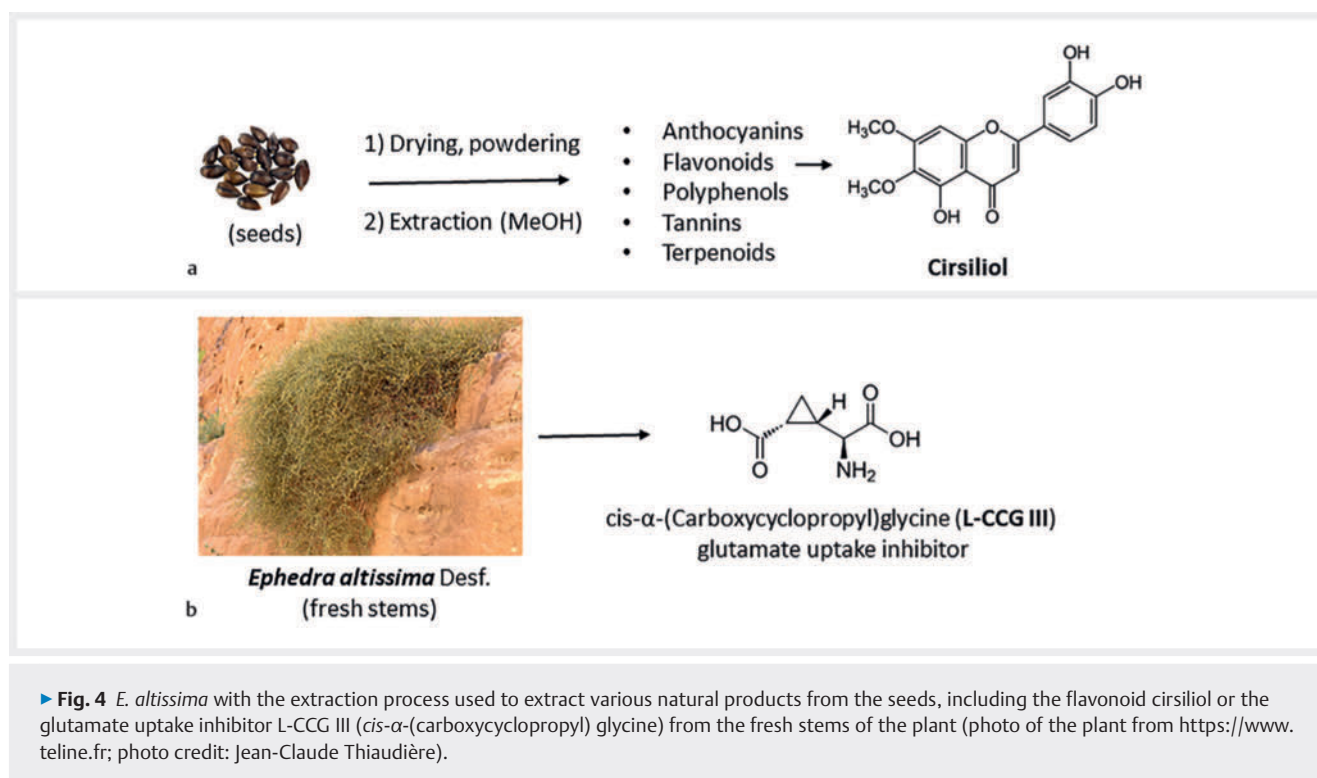 1) Drying, powdering
2) Extraction (MeOH)
(seeds)
a
• Anthocyanins
• Flavonoids
• Polyphenols
• Tannins
• Terpenoids
OH
OH
H₃CO
O
H₃CO
OH
O
Cirsiliol
Ephedra altissima Desf.
(fresh stems)
b
H
O
HO
OH
O
NH₂
cis-α-(Carboxycyclopropyl)glycine (L-CCG III)
glutamate uptake inhibitor
▶ Fig. 4 E. altissima with the extraction process used to extract various natural products from the seeds, including the flavonoid cirsiliol or the
glutamate uptake inhibitor L-CCG III (cis-α-(carboxycyclopropyl) glycine) from the fresh stems of the plant (photo of the plant from https://www.
teline.fr; photo credit: Jean-Claude Thiaudière).